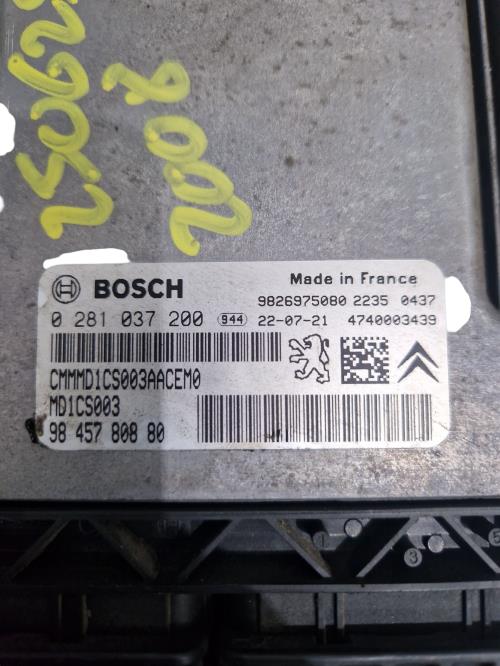 2008
BOSCH
Made in France
9826975080 2235 0437
0 281 037 200 944 22-07-21 4740003439
CMMMD1CS003AACEM0
MD1CS003
98 457 808 80
3